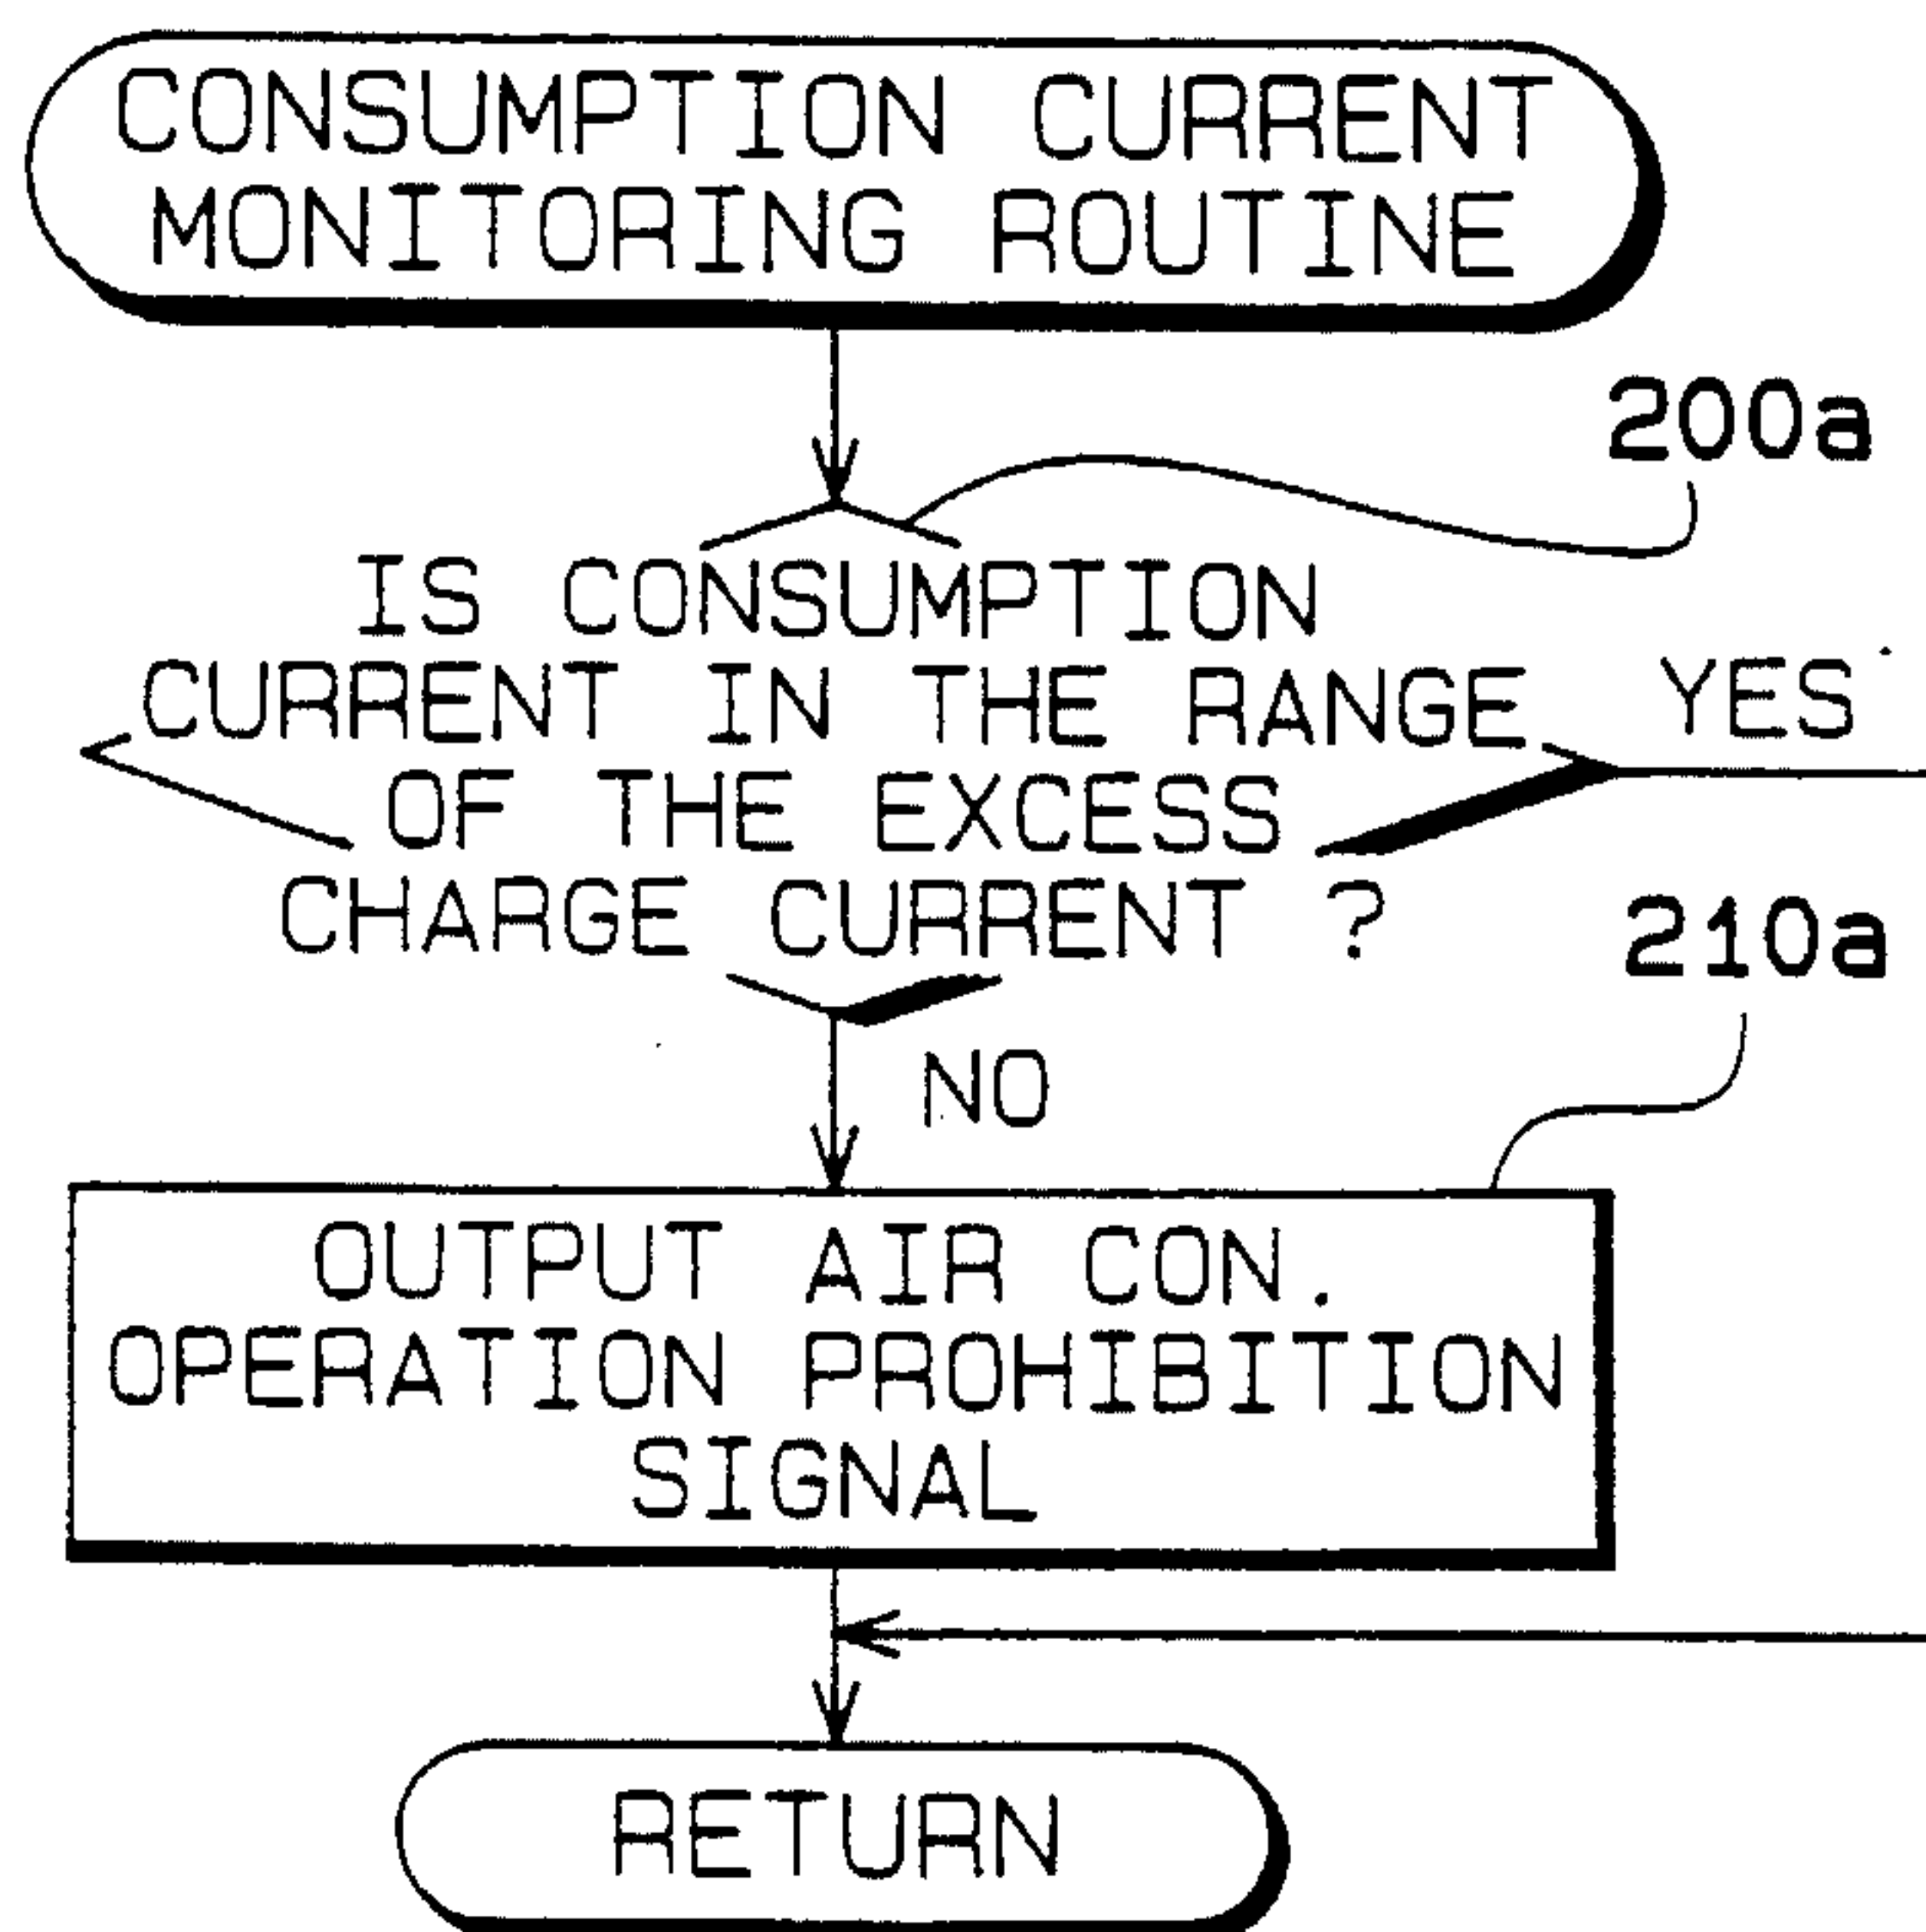 CONSUMPTION CURRENT
MONITORING ROUTINE
200a
IS CONSUMPTION
CURRENT IN THE RANGE
YES
OF THE EXCESS
CHARGE CURRENT ?
210a
NO
OUTPUT AIR CON.
OPERATION PROHIBITION
SIGNAL
RETURN